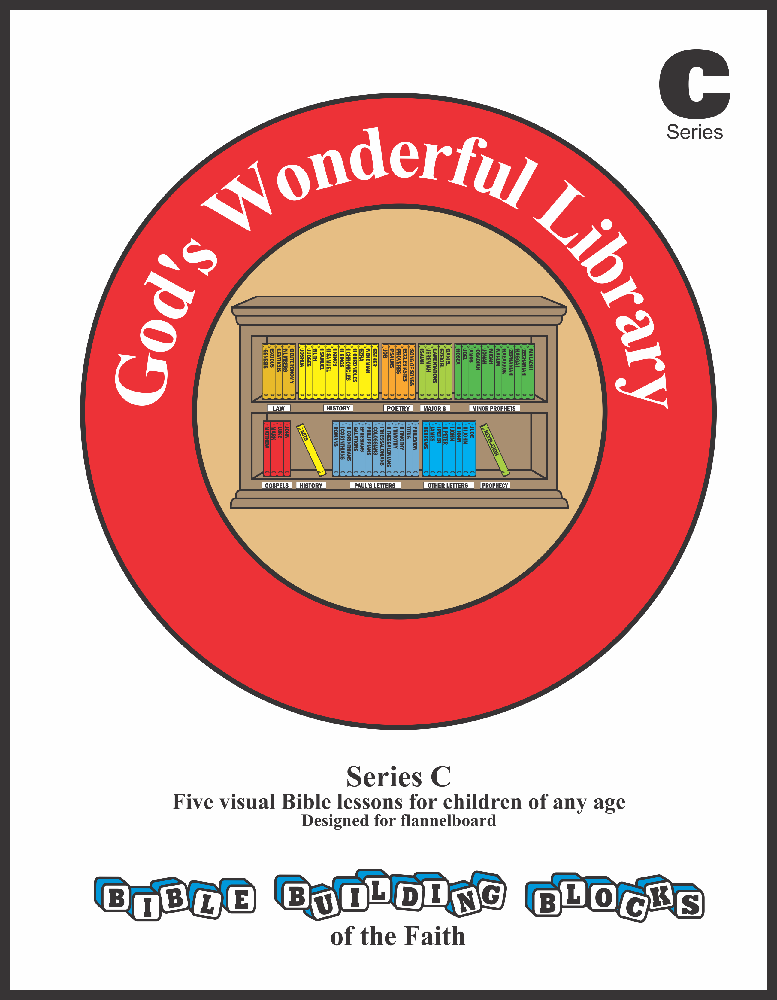 C
Series
God's Wonderful Library
GENESIS
EXODUS
LEVITICUS
NUMBERS
DEUTERONOMY
JOSHUA
JUDGES
RUTH
I SAMUEL
II SAMUEL
I KINGS
II KINGS
I CHRONICLES
II CHRONICLES
EZRA
NEHEMIAH
ESTHER
JOB
PSALMS
PROVERBS
ECCLESIASTES
SONG OF SONGS
ISAIAH
JEREMIAH
LAMENTATIONS
EZEKIEL
DANIEL
HOSEA
JOEL
AMOS
OBADIAH
JONAH
MICAH
NAHUM
HABAKKUK
ZEPHANIAH
HAGGAI
ZECHARIAH
MALACHI
LAW
HISTORY
POETRY
MAJOR &
MINOR PROPHETS
MATTHEW
MARK
LUKE
JOHN
ACTS
ROMANS
I CORINTHIANS
II CORINTHIANS
GALATIONS
EPHESIANS
PHILIPPIANS
COLOSSIANS
I THESSALONIANS
II THESSALONIANS
I TIMOTHY
II TIMOTHY
TITUS
PHILEMON
HEBREWS
JAMES
I PETER
II PETER
I JOHN
II JOHN
III JOHN
JUDE
REVELATION
GOSPELS
HISTORY
PAUL'S LETTERS
OTHER LETTERS
PROPHECY
Series C
Five visual Bible lessons for children of any age
Designed for flannelboard
BIBLE BUILDING BLOCKS
of the Faith